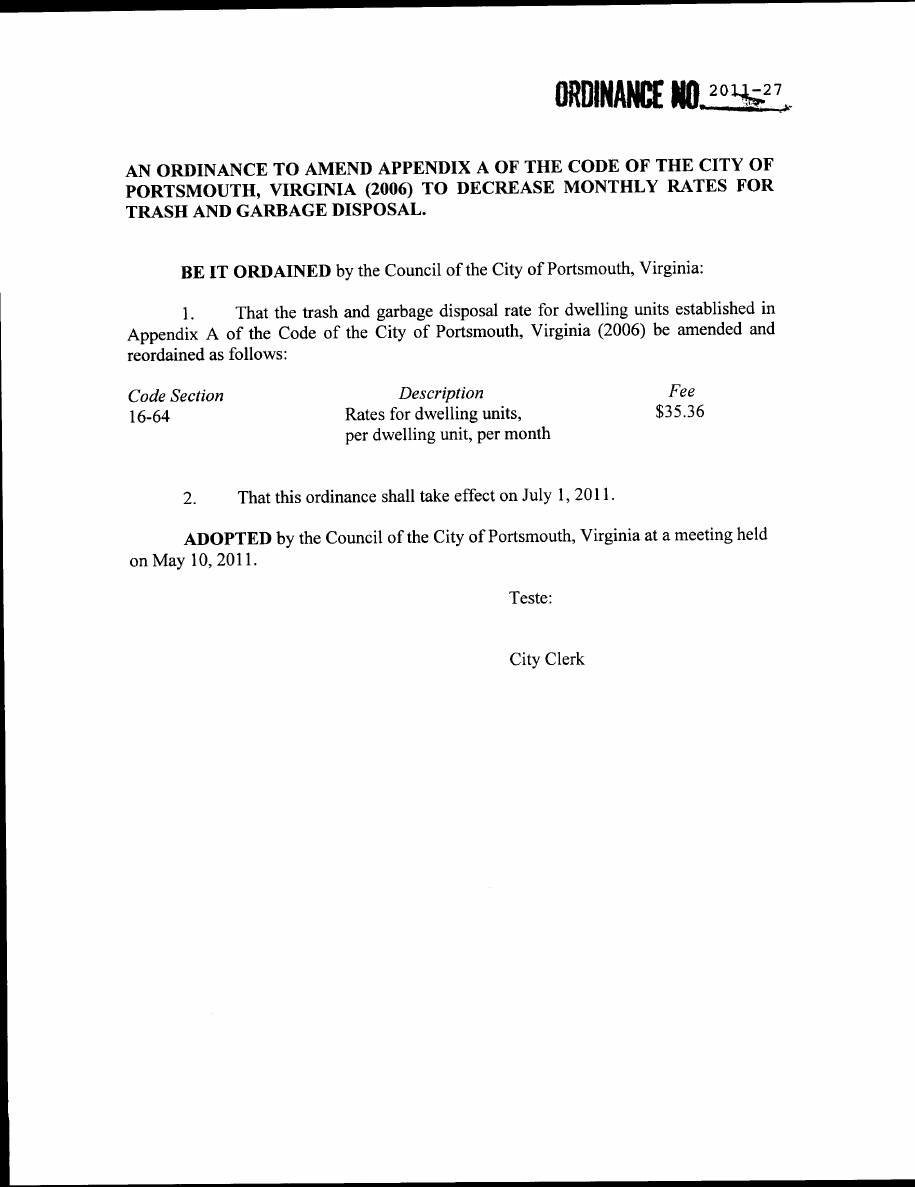 ORDINANCE NO. 2011-27
AN ORDINANCE TO AMEND APPENDIX A OF THE CODE OF THE CITY OF
PORTSMOUTH, VIRGINIA (2006) TO DECREASE MONTHLY RATES FOR
TRASH AND GARBAGE DISPOSAL.
BE IT ORDAINED by the Council of the City of Portsmouth, Virginia:
1. That the trash and garbage disposal rate for dwelling units established in
Appendix A of the Code of the City of Portsmouth, Virginia (2006) be amended and
reordained as follows:
Code Section Description Fee
16-64 Rates for dwelling units, $35.36
per dwelling unit, per month
2. That this ordinance shall take effect on July 1, 2011.
ADOPTED by the Council of the City of Portsmouth, Virginia at a meeting held
on May 10, 2011.
Teste:
City Clerk